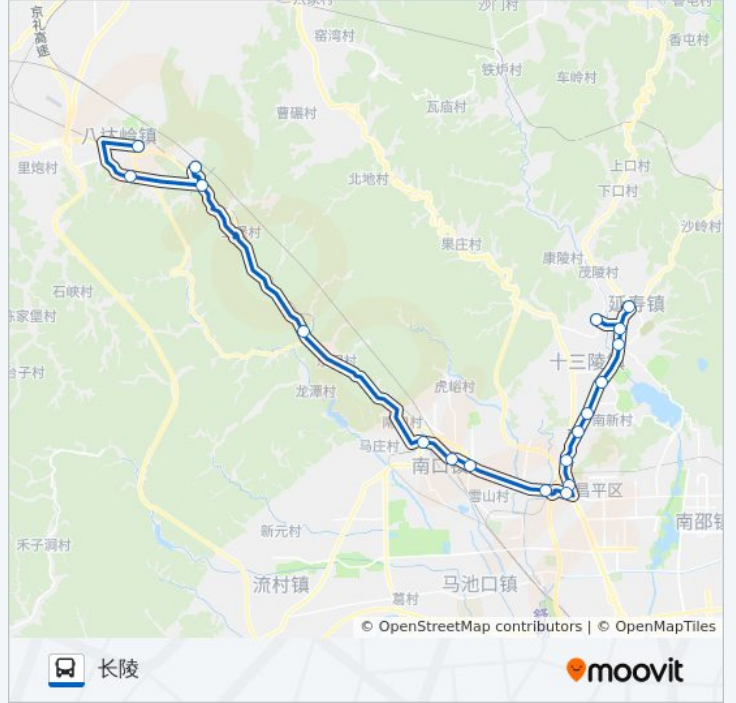 沙门村
京礼高速
窑湾村
香屯村
铁炉村
车岭村
曹碾村
瓦庙村
八达岭镇
里炮村
上口村
北地村
下口村
沙岭村
果庄村
康陵村
茂陵村
石峡村
延寿镇
陈家堡村
十三陵镇
台子村
虎峪村
龙潭村
南新村
马庄村
南口镇
昌平区
雪山村
南邵镇
新元村
禾子涧村
流村镇
马池口镇
葛村
© OpenStreetMap contributors | © OpenMapTiles
长陵
moovit